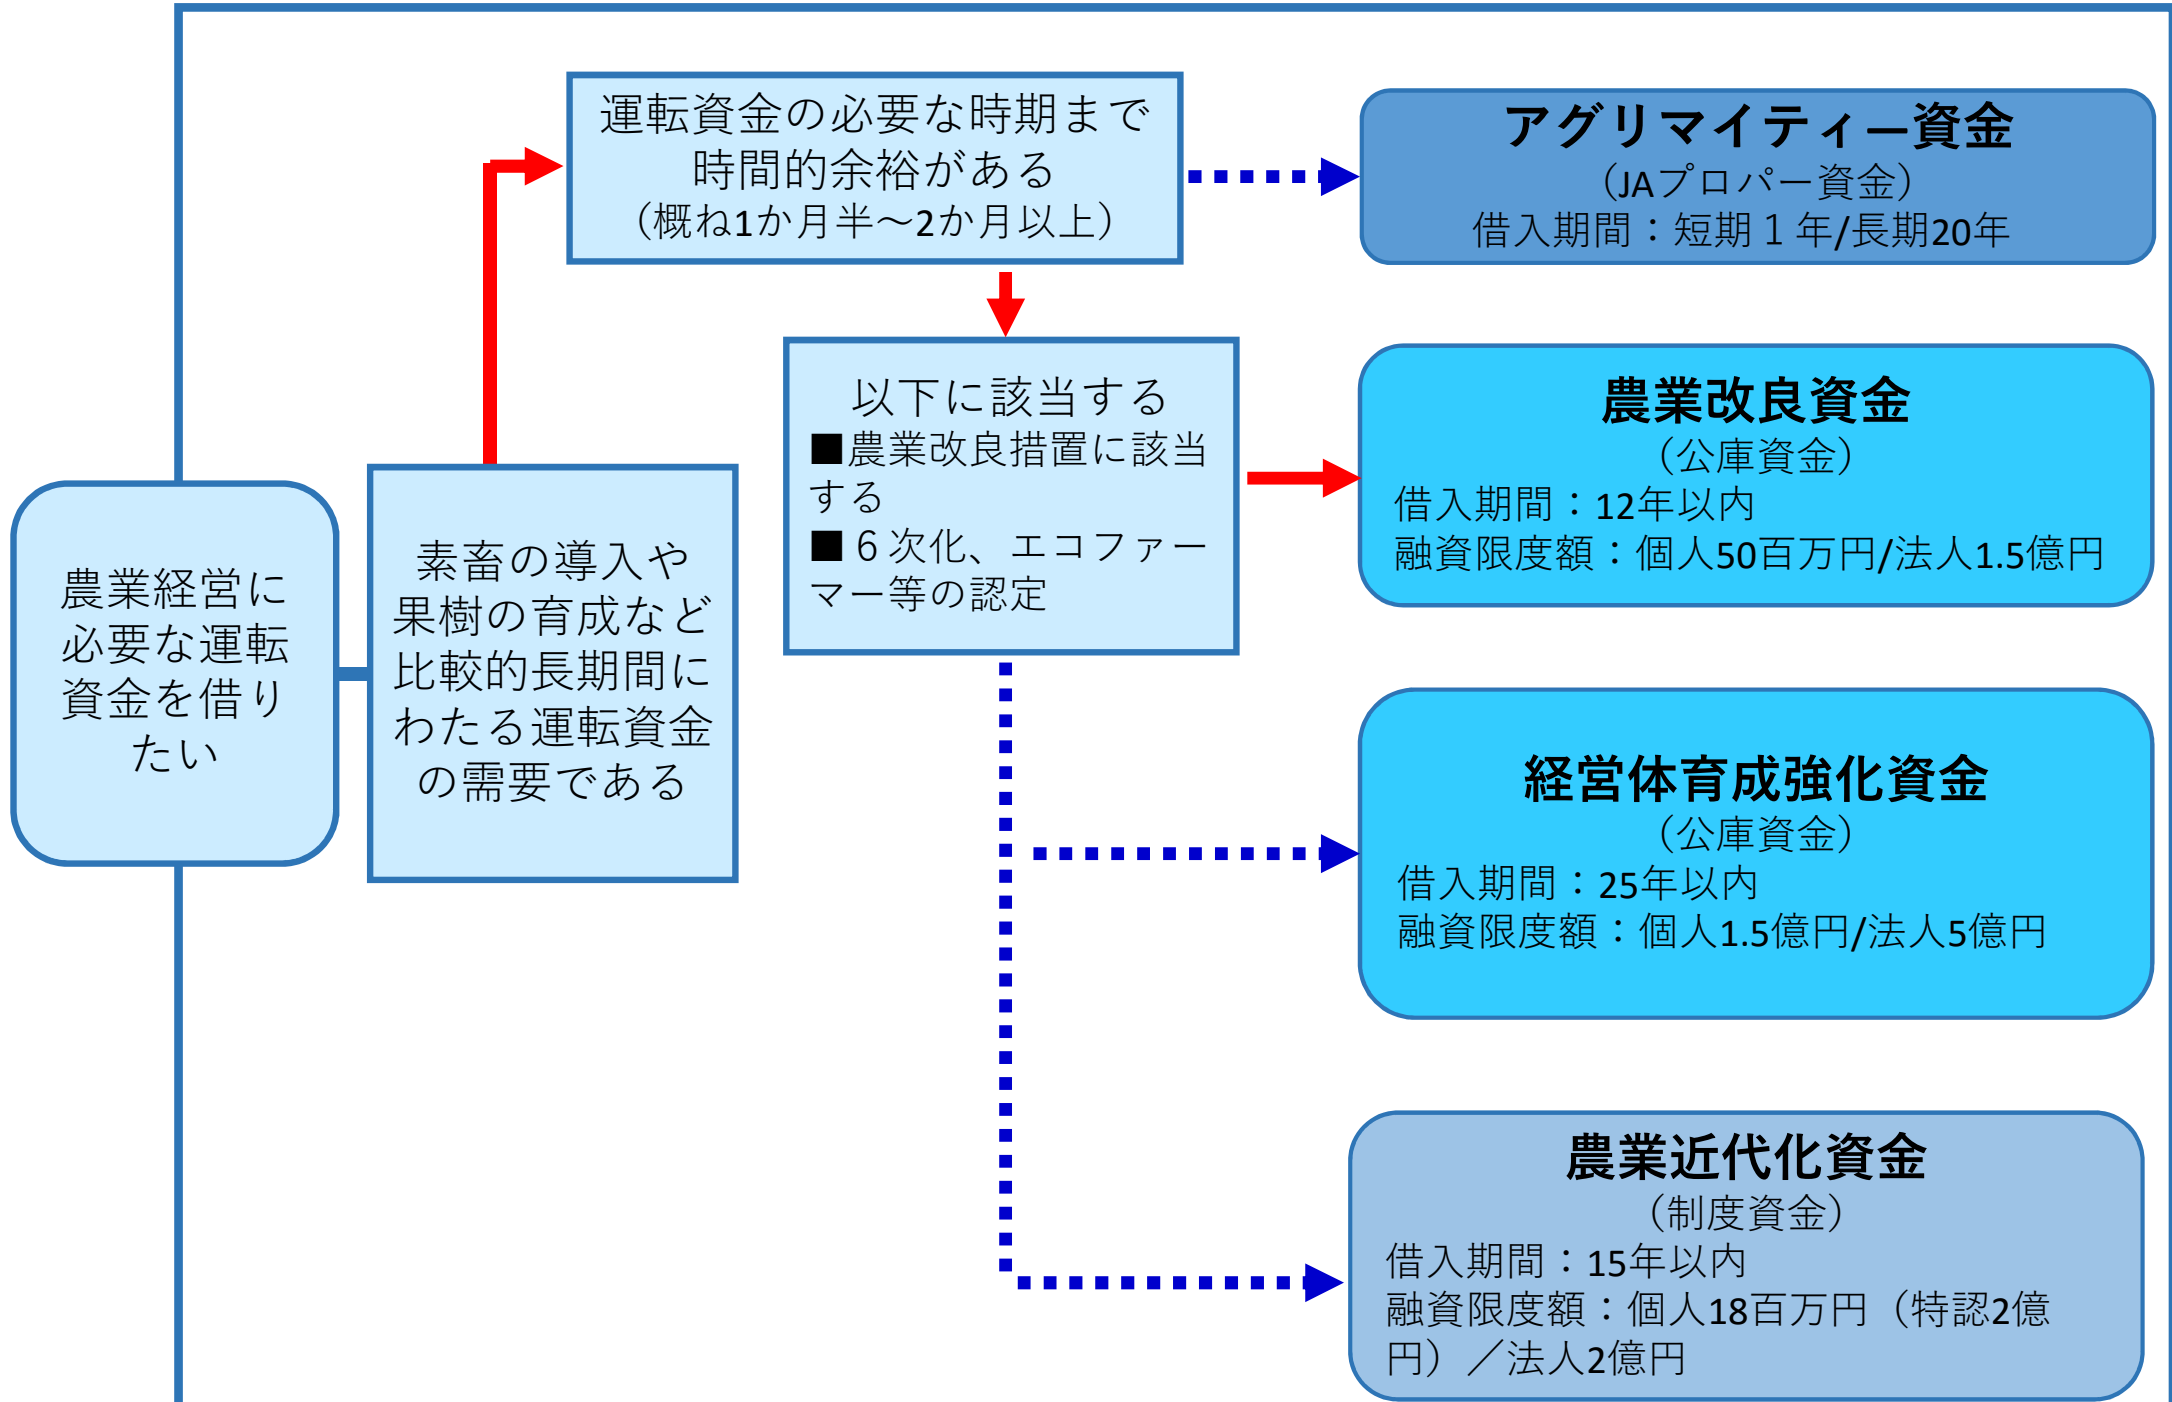 農業経営に
必要な運転
資金を借り
たい
素畜の導入や
果樹の育成など
比較的長期間に
わたる運転資金
の需要である
運転資金の必要な時期まで
時間的余裕がある
（概ね1か月半～2か月以上）
以下に該当する
■農業改良措置に該当
する
■６次化、エコファー
マー等の認定
アグリマイティ―資金
（JAプロパー資金）
借入期間：短期１年/長期20年
農業改良資金
（公庫資金）
借入期間：12年以内
融資限度額：個人50百万円/法人1.5億円
経営体育成強化資金
（公庫資金）
借入期間：25年以内
融資限度額：個人1.5億円/法人5億円
農業近代化資金
（制度資金）
借入期間：15年以内
融資限度額：個人18百万円（特認2億
円）／法人2億円